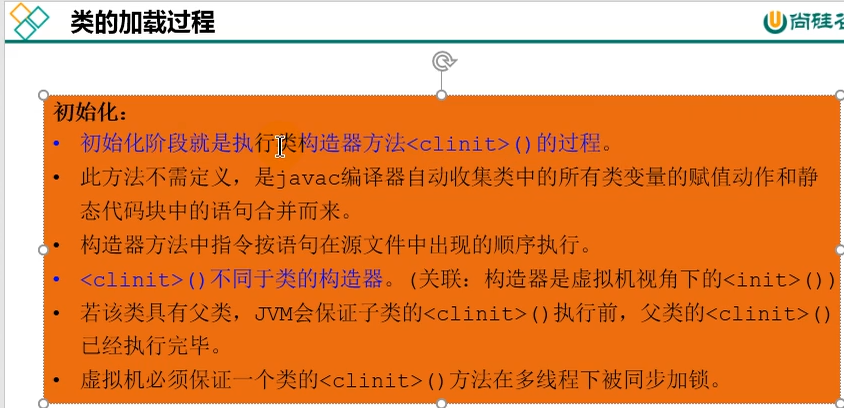 类的加载过程
尚硅谷
初始化:
• 初始化阶段就是执行类构造器方法<clinit>()的过程。
• 此方法不需定义，是javac编译器自动收集类中的所有类变量的赋值动作和静
态代码块中的语句合并而来。
• 构造器方法中指令按语句在源文件中出现的顺序执行。
• <clinit>()不同于类的构造器。(关联：构造器是虚拟机视角下的<init>())
• 若该类具有父类，JVM会保证子类的<clinit>()执行前，父类的<clinit>()
已经执行完毕。
• 虚拟机必须保证一个类的<clinit>()方法在多线程下被同步加锁。